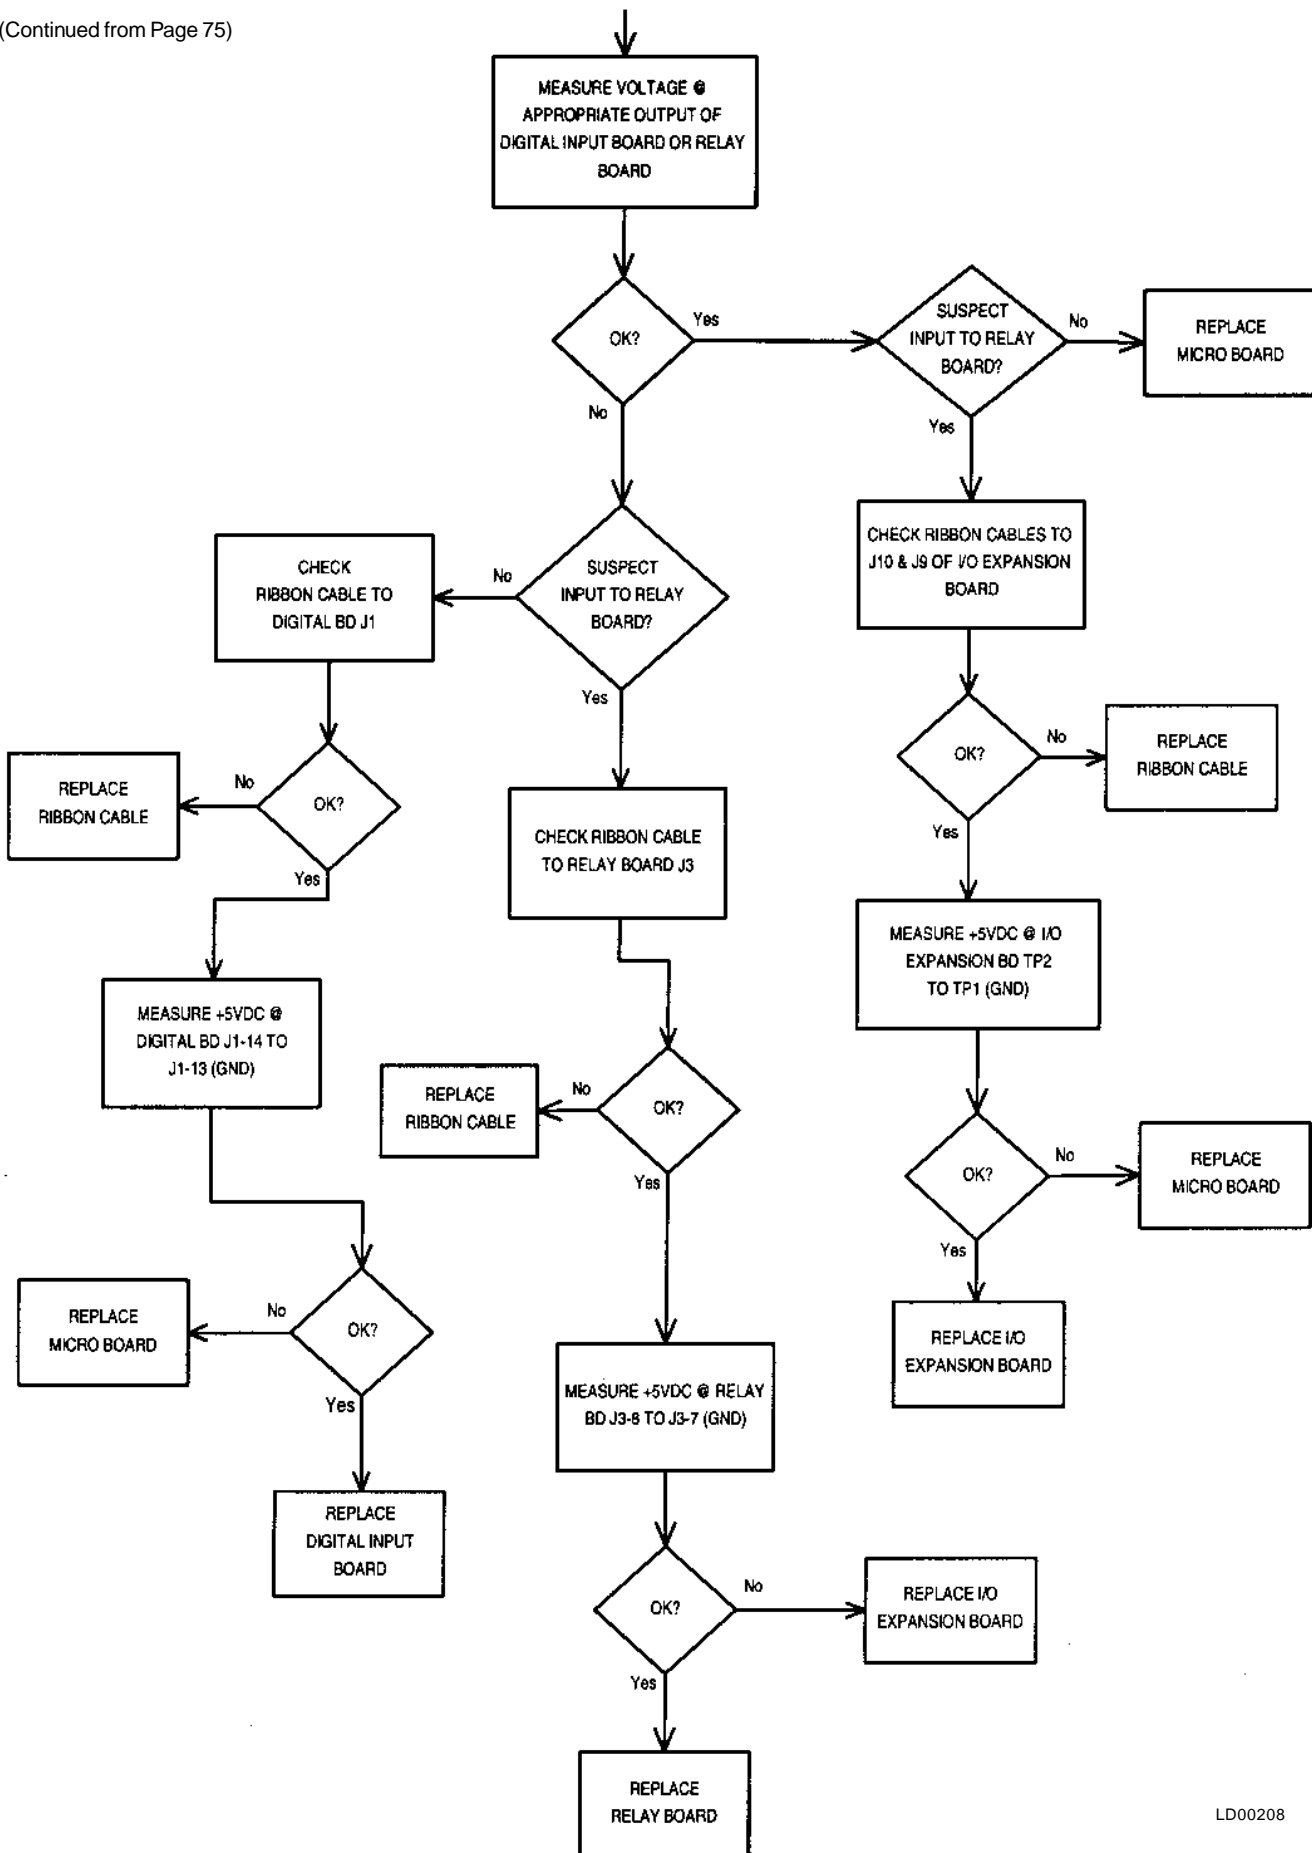 (Continued from Page 75)
MEASURE VOLTAGE @
APPROPRIATE OUTPUT OF
DIGITAL INPUT BOARD OR RELAY
BOARD
OK?
Yes
No
SUSPECT
INPUT TO RELAY
BOARD?
No
Yes
REPLACE
MICRO BOARD
CHECK RIBBON CABLES TO
J10 & J9 OF I/O EXPANSION
BOARD
OK?
No
Yes
REPLACE
RIBBON CABLE
MEASURE +5VDC @ I/O
EXPANSION BD TP2
TO TP1 (GND)
OK?
No
Yes
REPLACE
MICRO BOARD
REPLACE I/O
EXPANSION BOARD
SUSPECT
INPUT TO RELAY
BOARD?
No
Yes
CHECK
RIBBON CABLE TO
DIGITAL BD J1
OK?
No
Yes
REPLACE
RIBBON CABLE
MEASURE +5VDC @
DIGITAL BD J1-14 TO
J1-13 (GND)
OK?
No
Yes
REPLACE
MICRO BOARD
REPLACE
DIGITAL INPUT
BOARD
CHECK RIBBON CABLE
TO RELAY BOARD J3
OK?
No
Yes
REPLACE
RIBBON CABLE
MEASURE +5VDC @ RELAY
BD J3-8 TO J3-7 (GND)
OK?
No
Yes
REPLACE I/O
EXPANSION BOARD
REPLACE
RELAY BOARD
LD00208